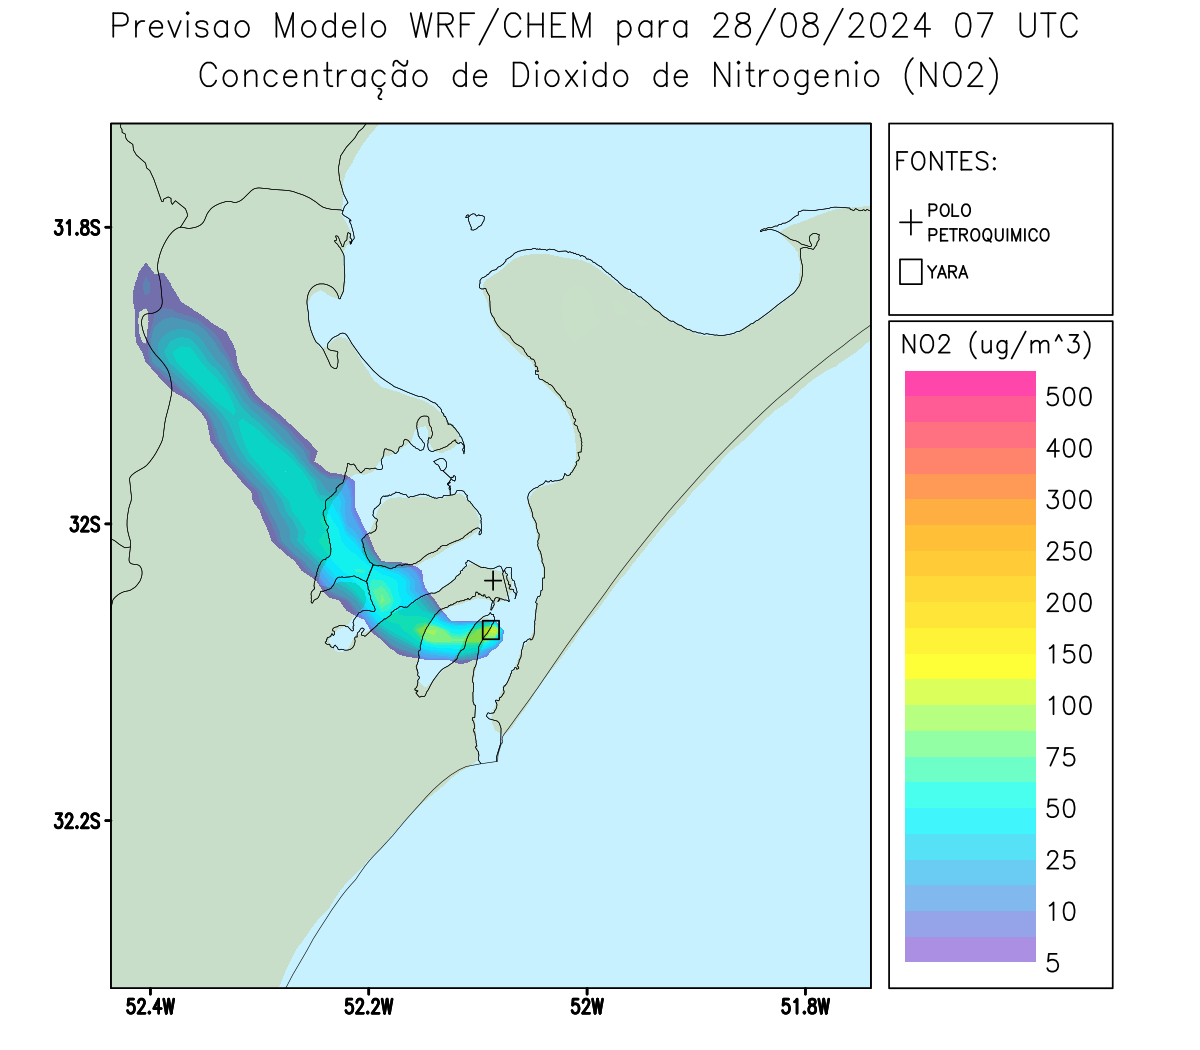 Previsao Modelo WRF/CHEM para 28/08/2024 07 UTC
Concentração de Dioxido de Nitrogenio (NO2)
FONTES:
POLO
PETROQUIMICO
YARA
31.8S
32S
32.2S
52.4W
52.2W
52W
51.8W
NO2 (ug/m^3)
500
400
300
250
200
150
100
75
50
25
10
5